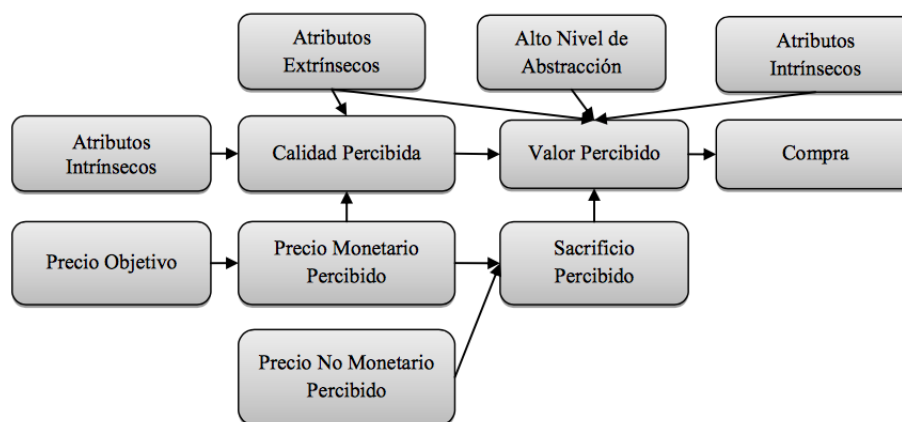 Atributos
Extrínsecos
Alto Nivel de
Abstracción
Atributos
Intrínsecos
Atributos
Intrínsecos
Calidad Percibida
Valor Percibido
Compra
Precio Objetivo
Precio Monetario
Percibido
Sacrificio
Percibido
Precio No Monetario
Percibido